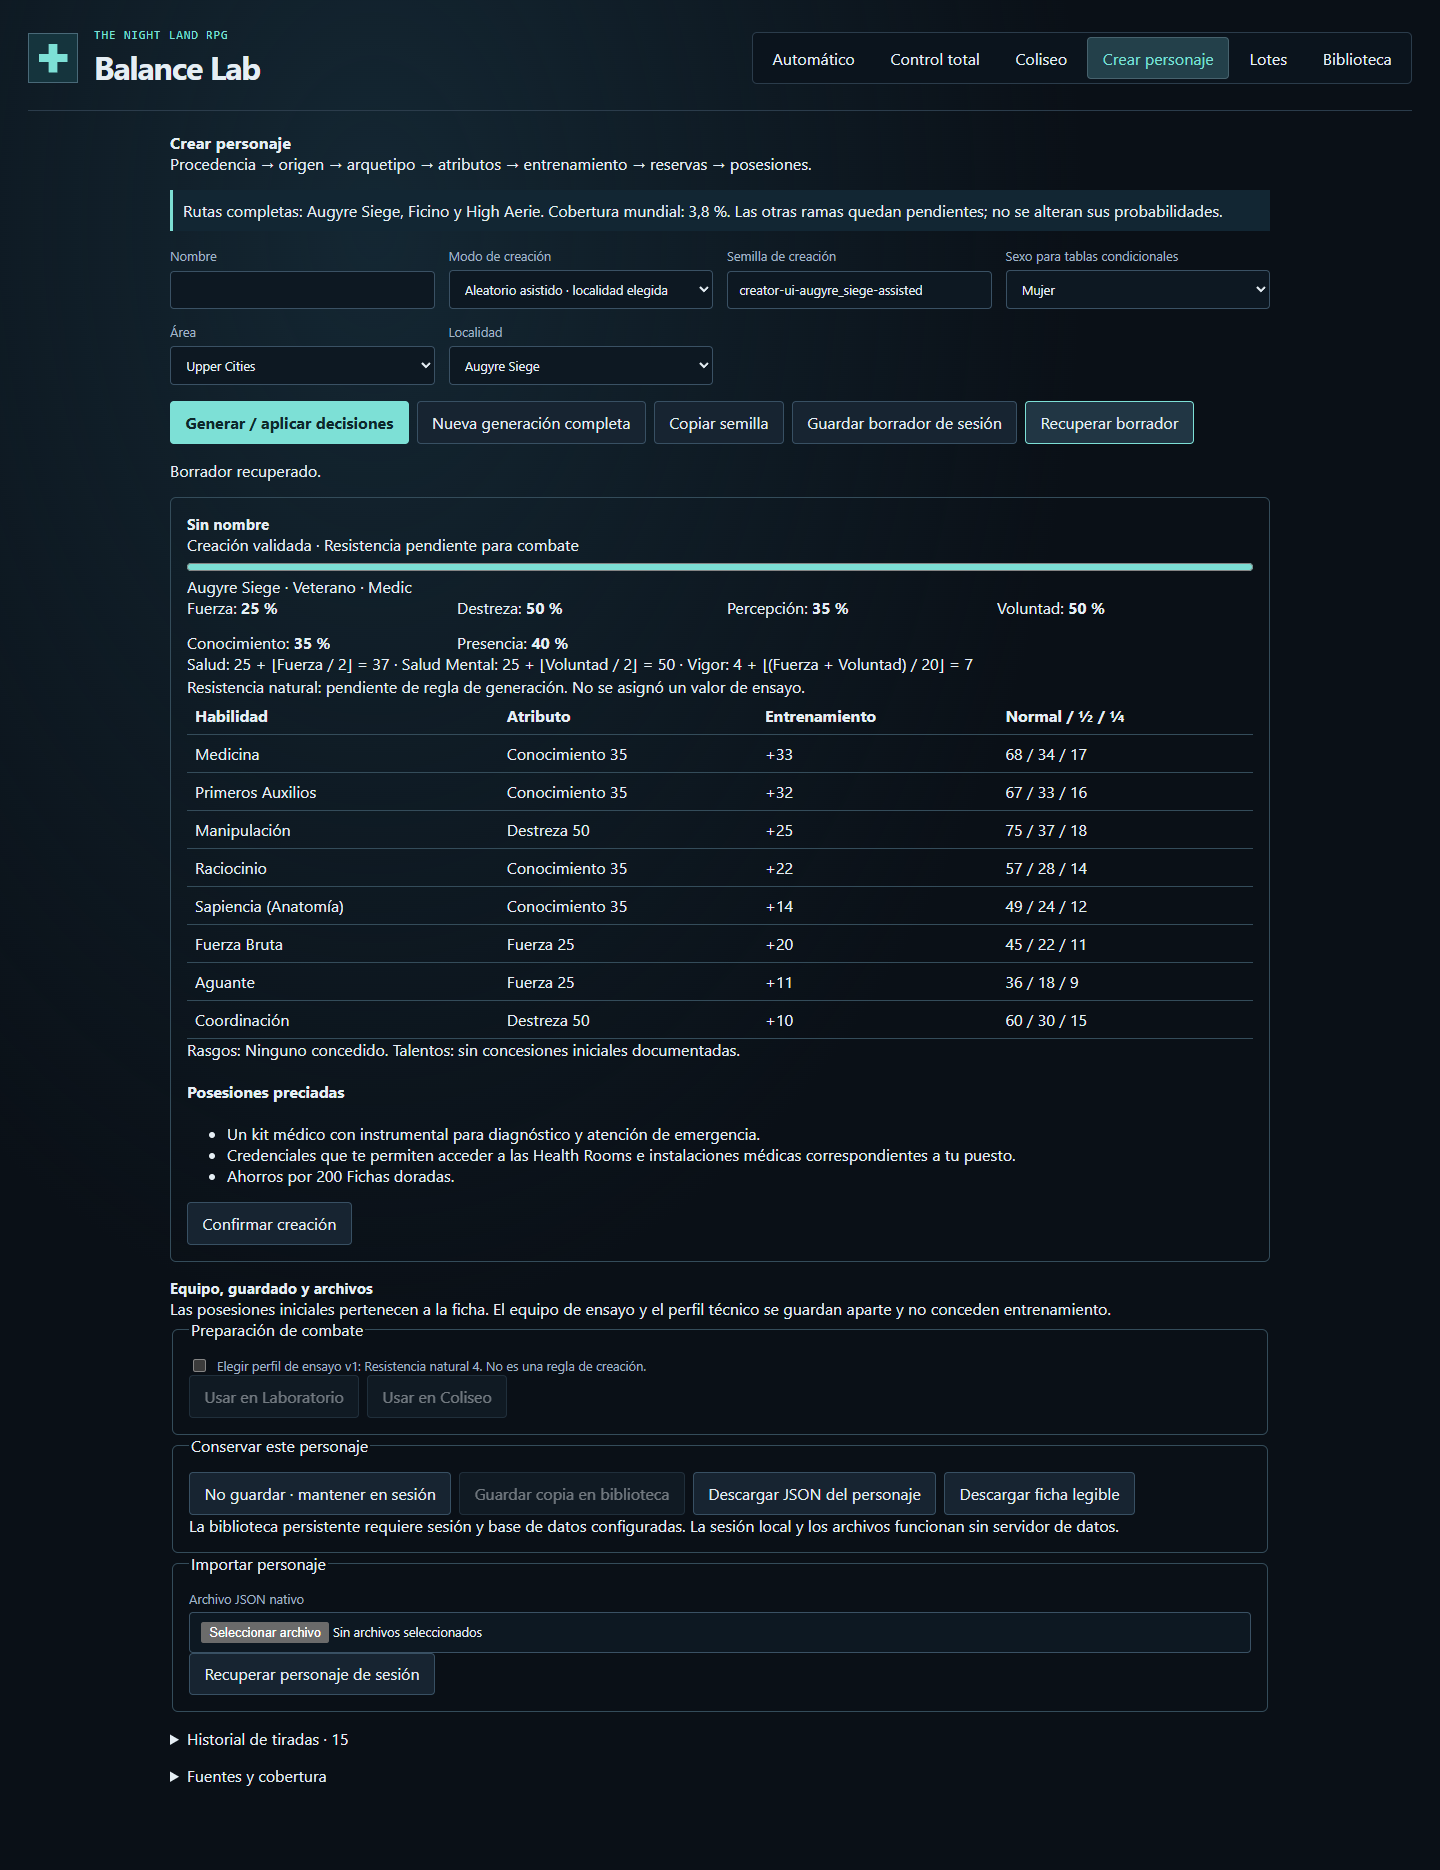 THE NIGHT LAND RPG
Balance Lab
Automático
Control total
Coliseo
Crear personaje
Lotes
Biblioteca
Crear personaje
Procedencia → origen → arquetipo → atributos → entrenamiento → reservas → posesiones.
Rutas completas: Augyre Siege, Ficino y High Aerie. Cobertura mundial: 3,8 %. Las otras ramas quedan pendientes; no se alteran sus probabilidades.
Nombre
Modo de creación
Semilla de creación
Sexo para tablas condicionales
Aleatorio asistido · localidad elegida
creator-ui-augyre_siege-assisted
Mujer
Área
Localidad
Upper Cities
Augyre Siege
Generar / aplicar decisiones
Nueva generación completa
Copiar semilla
Guardar borrador de sesión
Recuperar borrador
Borrador recuperado.
Sin nombre
Creación validada · Resistencia pendiente para combate
Augyre Siege · Veterano · Medic
Fuerza: 25 %
Destreza: 50 %
Percepción: 35 %
Voluntad: 50 %
Conocimiento: 35 %
Presencia: 40 %
Salud: 25 + ⌊Fuerza / 2⌋ = 37 · Salud Mental: 25 + ⌊Voluntad / 2⌋ = 50 · Vigor: 4 + ⌊(Fuerza + Voluntad) / 20⌋ = 7
Resistencia natural: pendiente de regla de generación. No se asignó un valor de ensayo.
Habilidad Atributo Entrenamiento Normal / ½ / ¼
Medicina Conocimiento 35 +33 68 / 34 / 17
Primeros Auxilios Conocimiento 35 +32 67 / 33 / 16
Manipulación Destreza 50 +25 75 / 37 / 18
Raciocinio Conocimiento 35 +22 57 / 28 / 14
Sapiencia (Anatomía) Conocimiento 35 +14 49 / 24 / 12
Fuerza Bruta Fuerza 25 +20 45 / 22 / 11
Aguante Fuerza 25 +11 36 / 18 / 9
Coordinación Destreza 50 +10 60 / 30 / 15
Rasgos: Ninguno concedido. Talentos: sin concesiones iniciales documentadas.
Posesiones preciadas
• Un kit médico con instrumental para diagnóstico y atención de emergencia.
• Credenciales que te permiten acceder a las Health Rooms e instalaciones médicas correspondientes a tu puesto.
• Ahorros por 200 Fichas doradas.
Confirmar creación
Equipo, guardado y archivos
Las posesiones iniciales pertenecen a la ficha. El equipo de ensayo y el perfil técnico se guardan aparte y no conceden entrenamiento.
Preparación de combate
Elegir perfil de ensayo v1: Resistencia natural 4. No es una regla de creación.
Usar en Laboratorio
Usar en Coliseo
Conservar este personaje
No guardar · mantener en sesión
Guardar copia en biblioteca
Descargar JSON del personaje
Descargar ficha legible
La biblioteca persistente requiere sesión y base de datos configuradas. La sesión local y los archivos funcionan sin servidor de datos.
Importar personaje
Archivo JSON nativo
Seleccionar archivo Sin archivos seleccionados
Recuperar personaje de sesión
▶ Historial de tiradas · 15
▶ Fuentes y cobertura